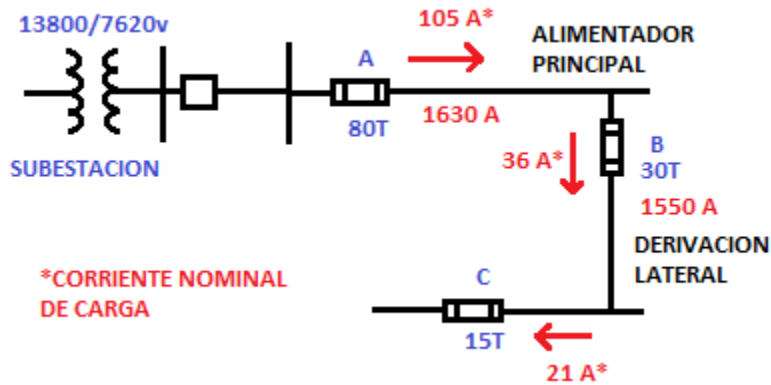 13800/7620v
SUBESTACION
A
80T
105 A*
1630 A
ALIMENTADOR
PRINCIPAL
36 A*
B
30T
1550 A
DERIVACION
LATERAL
C
15T
21 A*
*CORRIENTE NOMINAL
DE CARGA